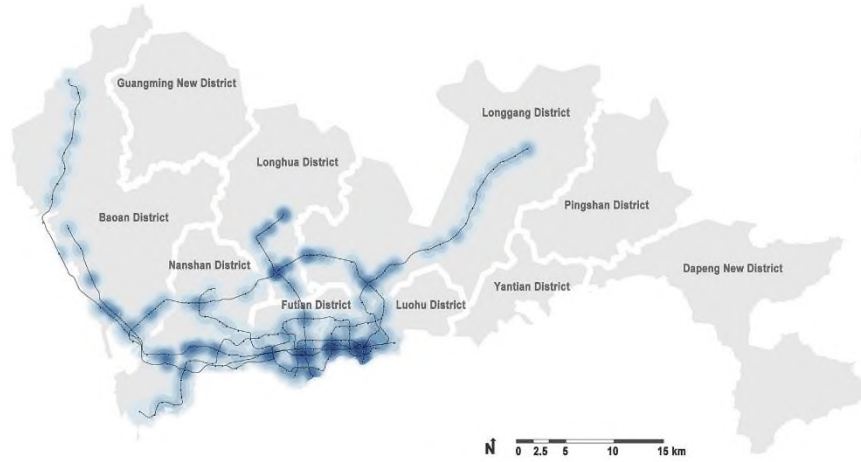 Guangming New District
Longgang District
Longhua District
Pingshan District
Baoan District
Nanshan District
Dapeng New District
Yantian District
Futian District
Luohu District
N
0 2.5 5 10 15 km